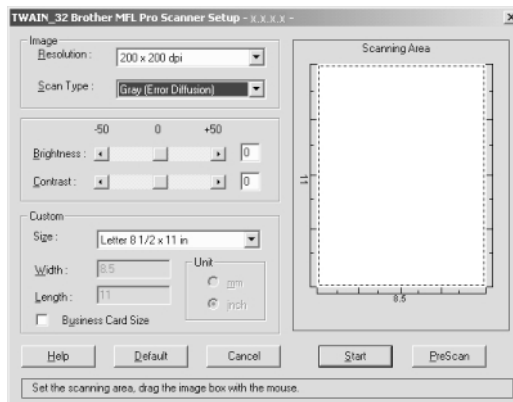 TWAIN_32 Brother MFL Pro Scanner Setup - x.x.x.x -
Image
Resolution :
200 x 200 dpi
Scan Type :
Gray (Error Diffusion)
-50 0 +50
Brightness : 0
Contrast : 0
Custom
Size :
Letter 8 1/2 x 11 in
Width : 8.5
Length : 11
Unit
mm
inch
Business Card Size
Scanning Area
11
8.5
Help Default Cancel Start PreScan
Set the scanning area, drag the image box with the mouse.